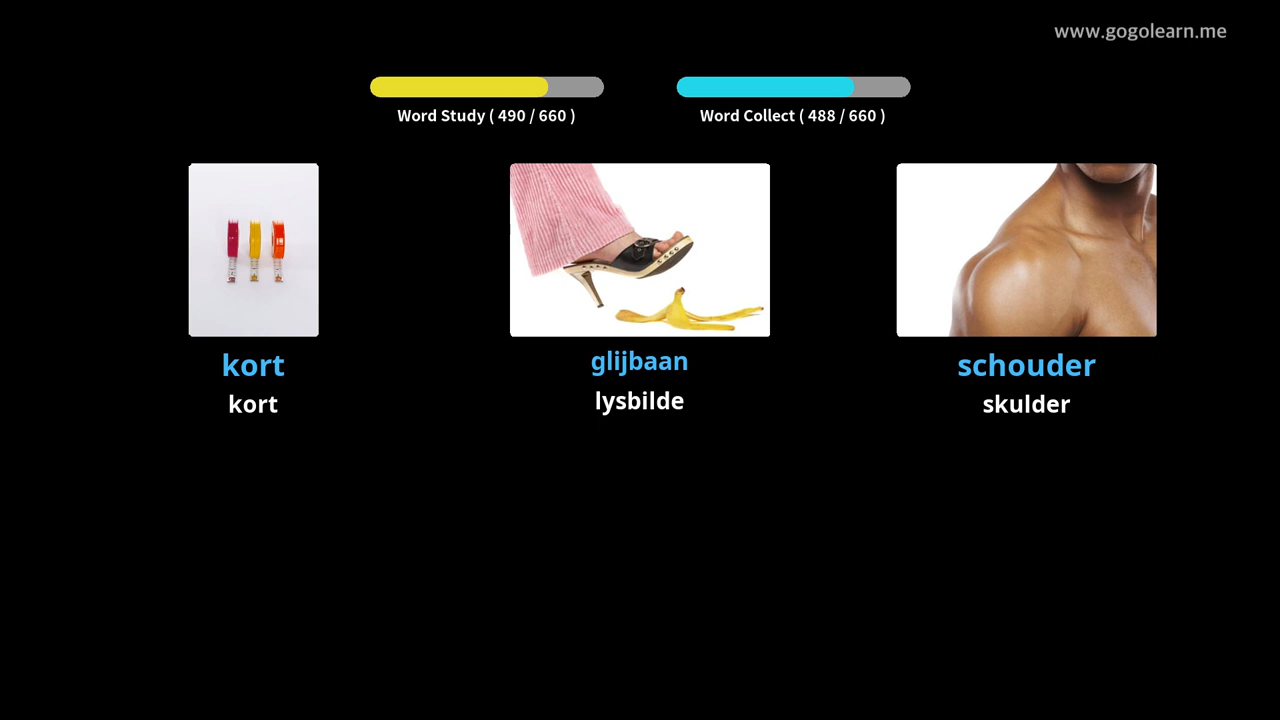 www.gogolearn.me
Word Study ( 490 / 660 )
Word Collect ( 488 / 660 )
kort
glijbaan
schouder
kort
lysbilde
skulder